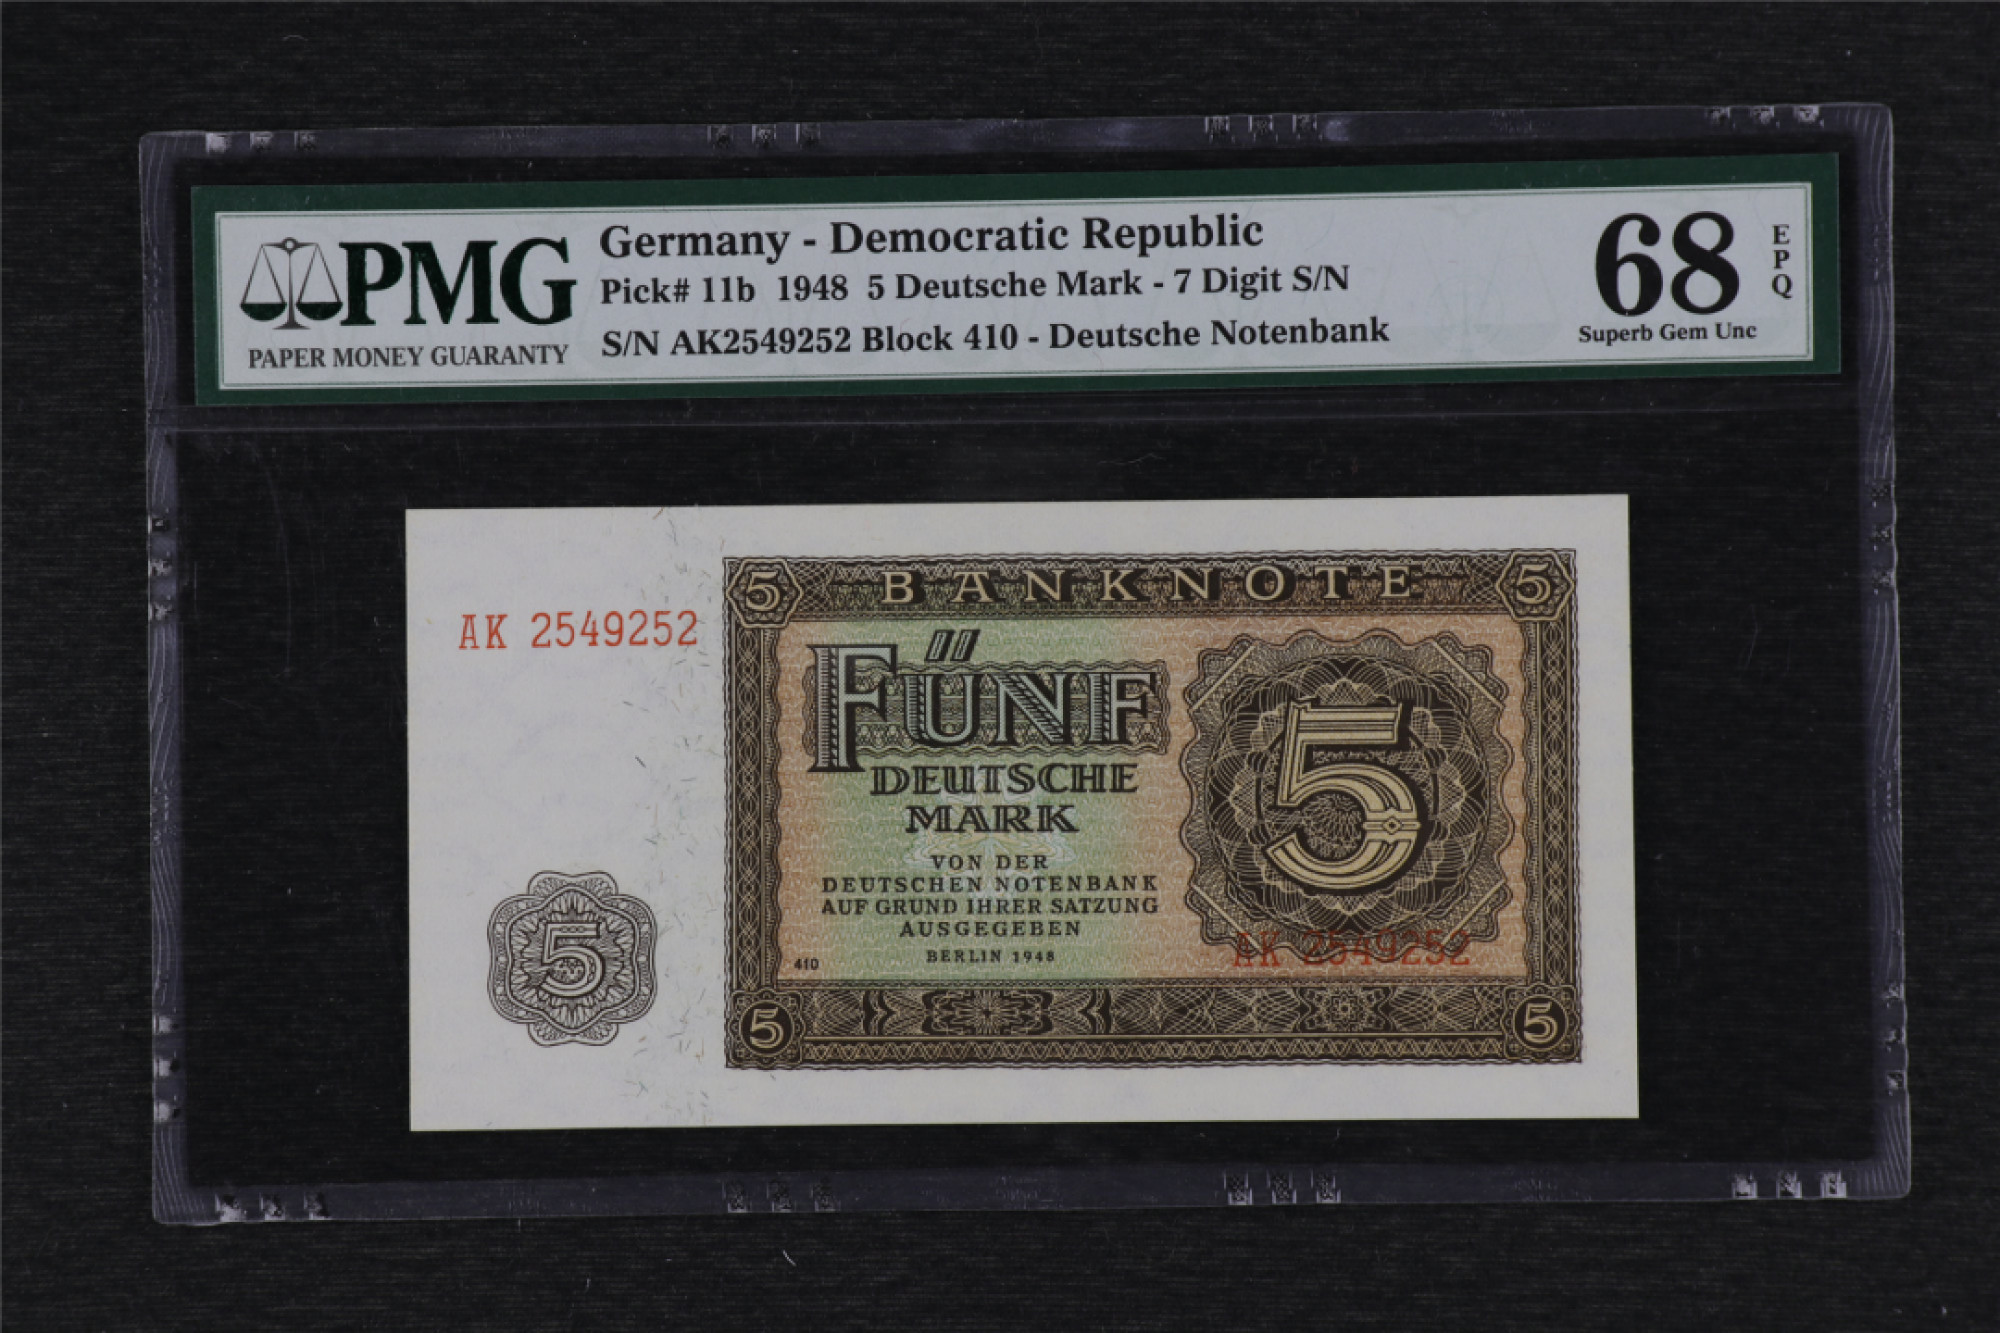 PMG
PAPER MONEY GUARANTY
Germany - Democratic Republic
Pick# 11b 1948 5 Deutsche Mark - 7 Digit S/N
S/N AK2549252 Block 410 - Deutsche Notenbank
68
EPQ
Superb Gem Unc
5 BANKNOTE 5
AK 2549252
FÜNF
DEUTSCHE
MARK
5
VON DER
DEUTSCHEN NOTENBANK
AUF GRUND IHRER SATZUNG
AUSGEGEBEN
BERLIN 1948
410
AK 2549252
5
5 5